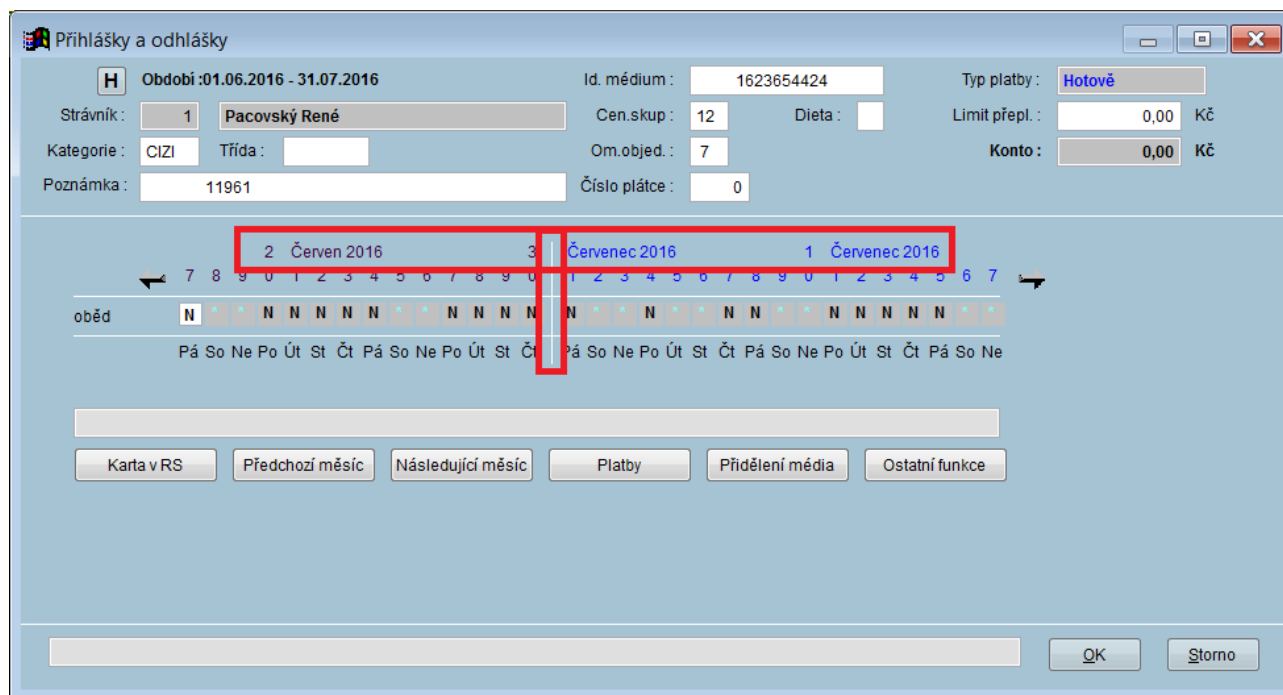 Přihlášky a odhlášky
H Období :01.06.2016 - 31.07.2016 Id. médium : 1623654424 Typ platby : Hotově
Strávník : 1 Pacovský René Cen.skup : 12 Dieta : Limit přepl. : 0,00 Kč
Kategorie : CIZI Třída : Om.objed. : 7 Konto : 0,00 Kč
Poznámka : 11961 Číslo plátce : 0
2 Červen 2016 3 Červenec 2016 1 Červenec 2016
7 8 9 0 1 2 3 4 5 6 7 8 9 0 1 2 3 4 5 6 7 8 9 0 1 2 3 4 5 6 7
oběd N * * N N N N N * * N N N N N * * N * * N N * * N N N N N * *
Pá So Ne Po Út St Čt Pá So Ne Po Út St Čt Pá So Ne Po Út St Čt Pá So Ne Po Út St Čt Pá So Ne
Karta v RS Předchozí měsíc Následující měsíc Platby Přidělení média Ostatní funkce
OK Storno